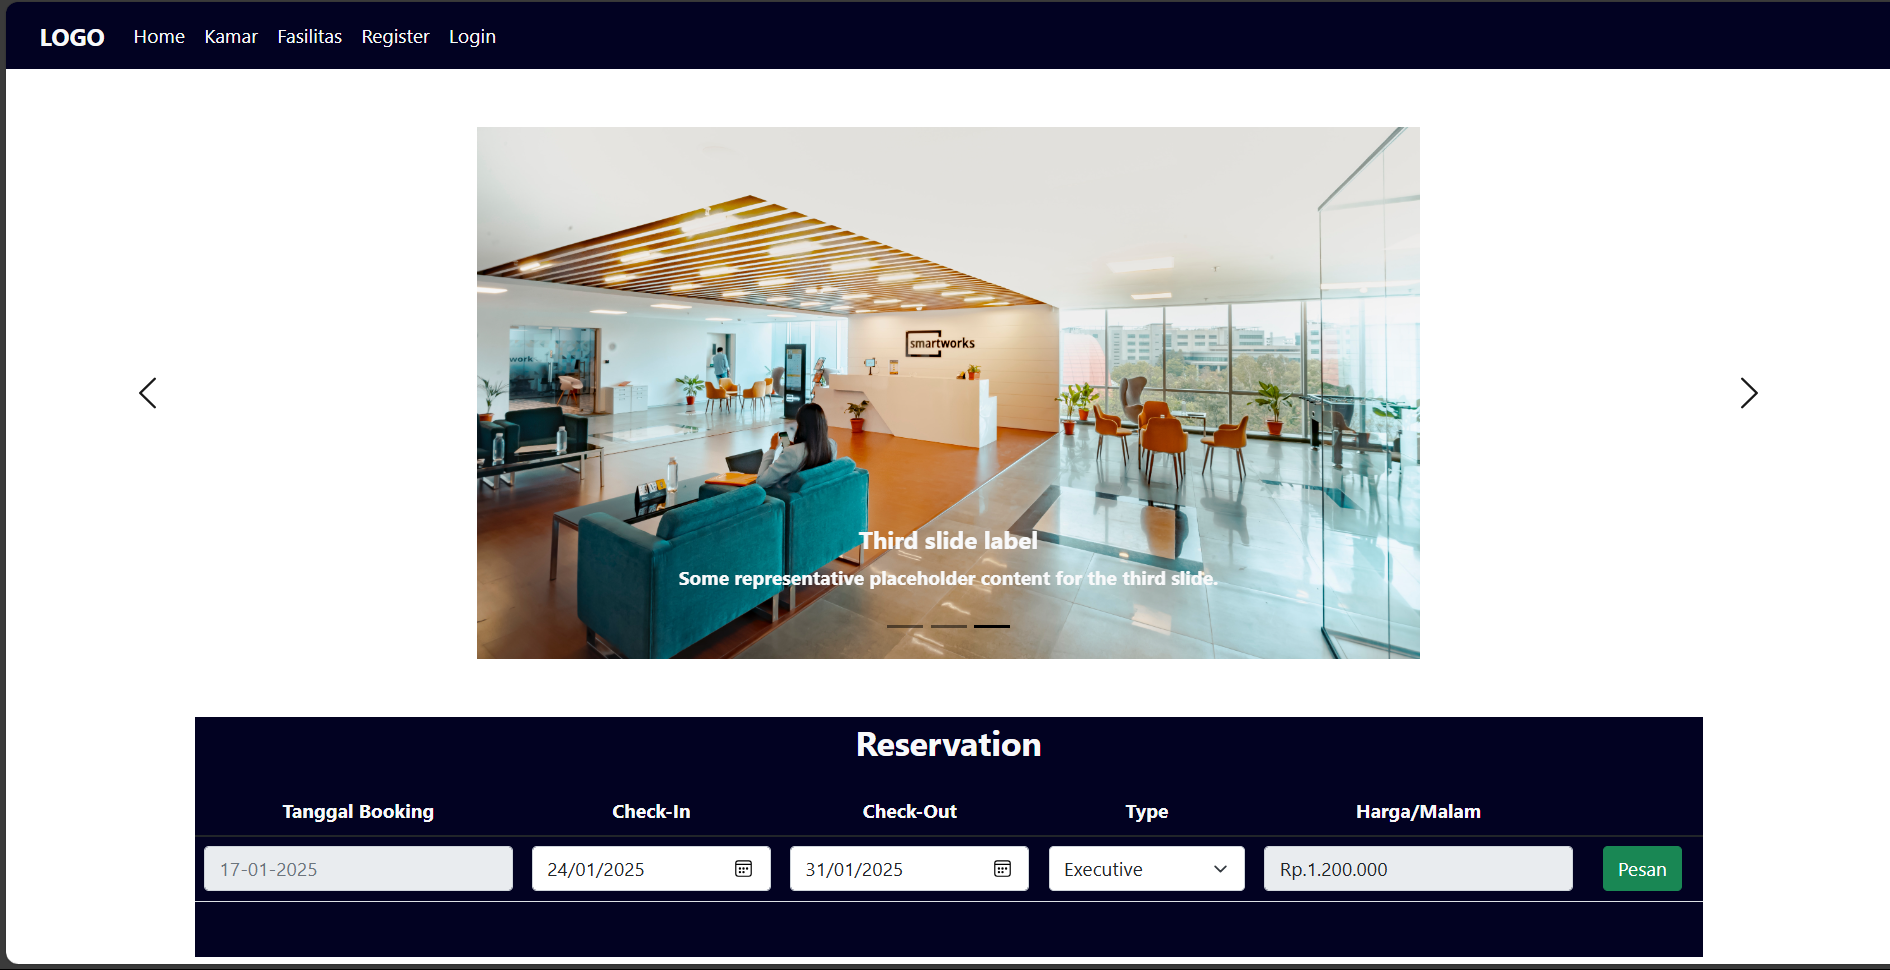 LOGO Home Kamar Fasilitas Register Login
smartworks
work
Third slide label
Some representative placeholder content for the third slide.
Reservation
Tanggal Booking Check-In Check-Out Type Harga/Malam
17-01-2025 24/01/2025 31/01/2025 Executive Rp.1.200.000 Pesan